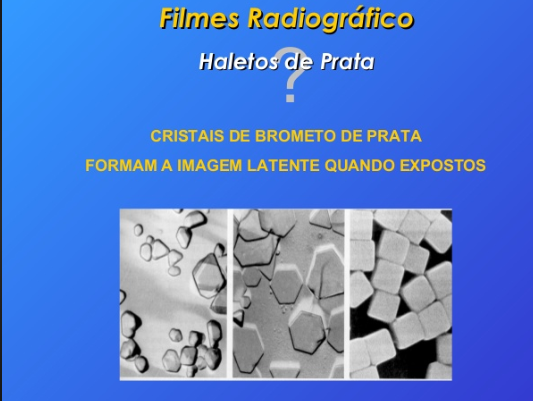 Filmes Radiográfico
Haletos de Prata
?
CRISTAIS DE BROMETO DE PRATA
FORMAM A IMAGEM LATENTE QUANDO EXPOSTOS